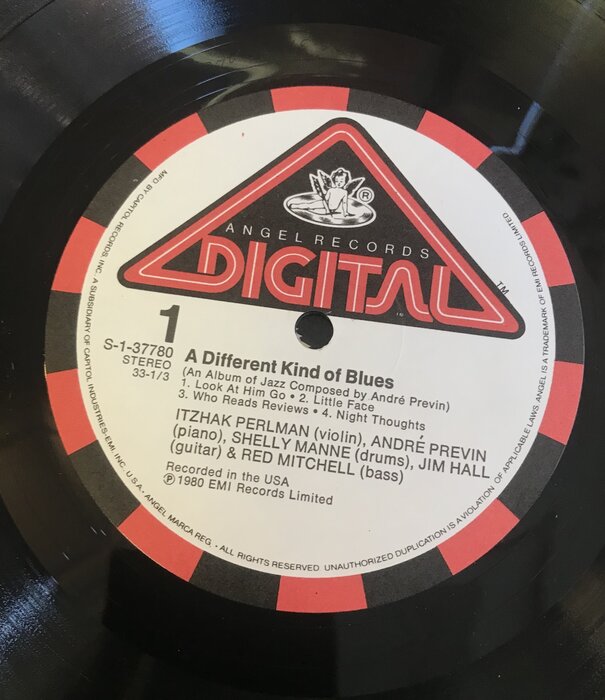 ®
ANGEL RECORDS
DIGITAL
TM
1
S-1-37780
STEREO
33-1/3
A Different Kind of Blues
(An Album of Jazz Composed by André Previn)
1. Look At Him Go • 2. Little Face
3. Who Reads Reviews • 4. Night Thoughts
ITZHAK PERLMAN (violin), ANDRÉ PREVIN
(piano), SHELLY MANNE (drums), JIM HALL
(guitar) & RED MITCHELL (bass)
Recorded in the USA
℗ 1980 EMI Records Limited
MFD. BY CAPITOL RECORDS, INC. A SUBSIDIARY OF CAPITOL INDUSTRIES-EMI, INC. U.S.A. - ANGEL MARCA REG. - ALL RIGHTS RESERVED UNAUTHORIZED DUPLICATION IS A VIOLATION OF APPLICABLE LAWS. ANGEL IS A TRADEMARK OF EMI RECORDS LIMITED.